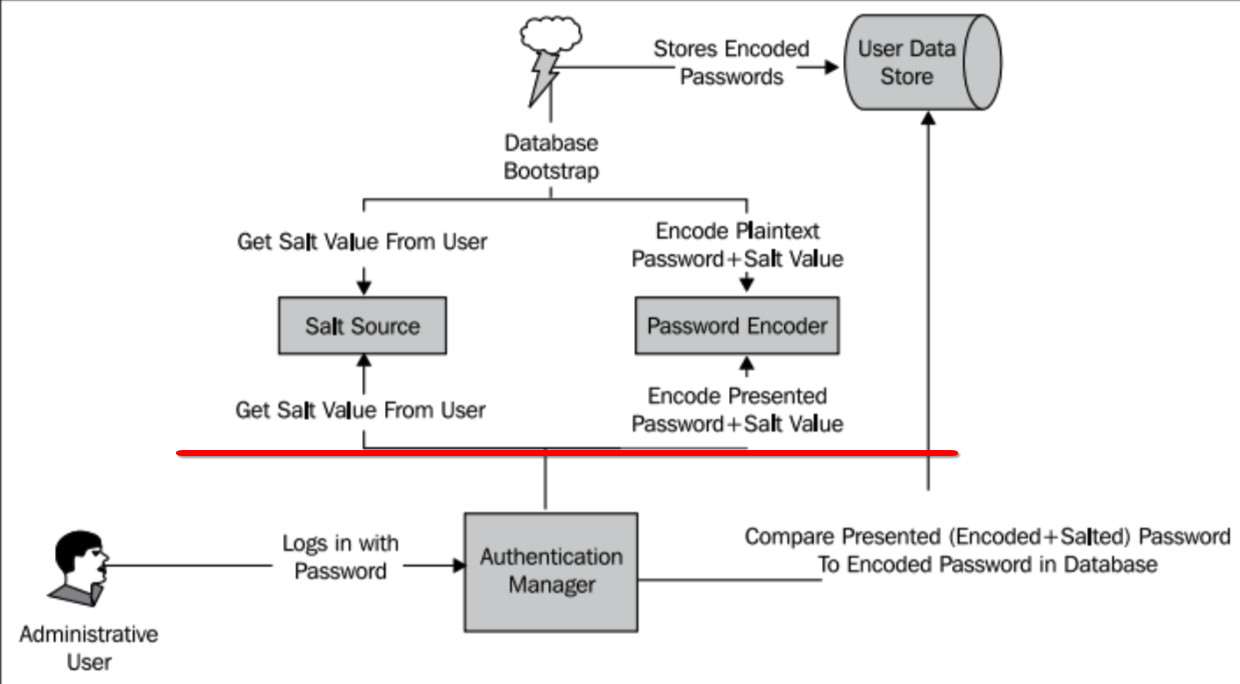 Stores Encoded
Passwords
User Data
Store
Database
Bootstrap
Get Salt Value From User
Encode Plaintext
Password+Salt Value
Salt Source
Password Encoder
Get Salt Value From User
Encode Presented
Password+Salt Value
Logs in with
Password
Authentication
Manager
Compare Presented (Encoded+Salted) Password
To Encoded Password in Database
Administrative
User